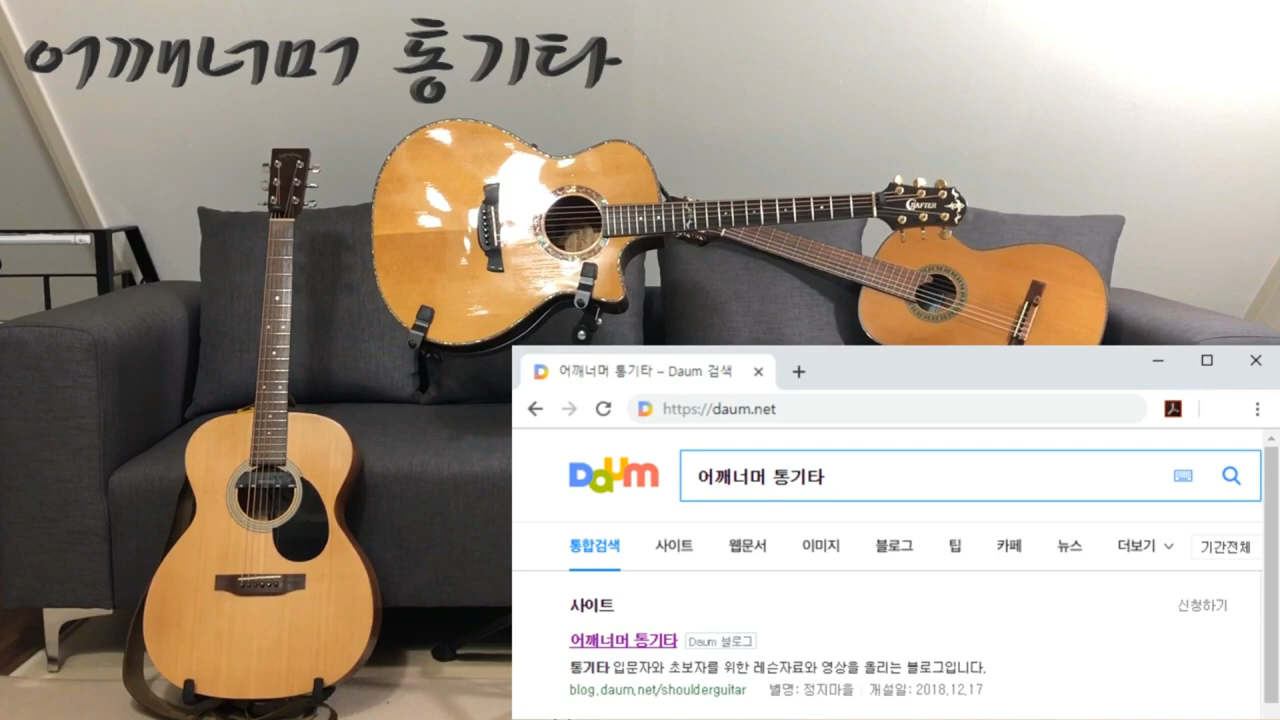 어깨너머 통기타
CRAFTER
어깨너머 통기타 – Daum 검색
https://daum.net
Daum
어깨너머 통기타
통합검색 사이트 웹문서 이미지 블로그 팁 카페 뉴스 더보기 기간전체
사이트 신청하기
어깨너머 통기타 Daum 블로그
통기타 입문자와 초보자를 위한 레슨자료와 영상을 올리는 블로그입니다.
blog.daum.net/shoulderguitar 별명: 정지마을 개설일: 2018.12.17